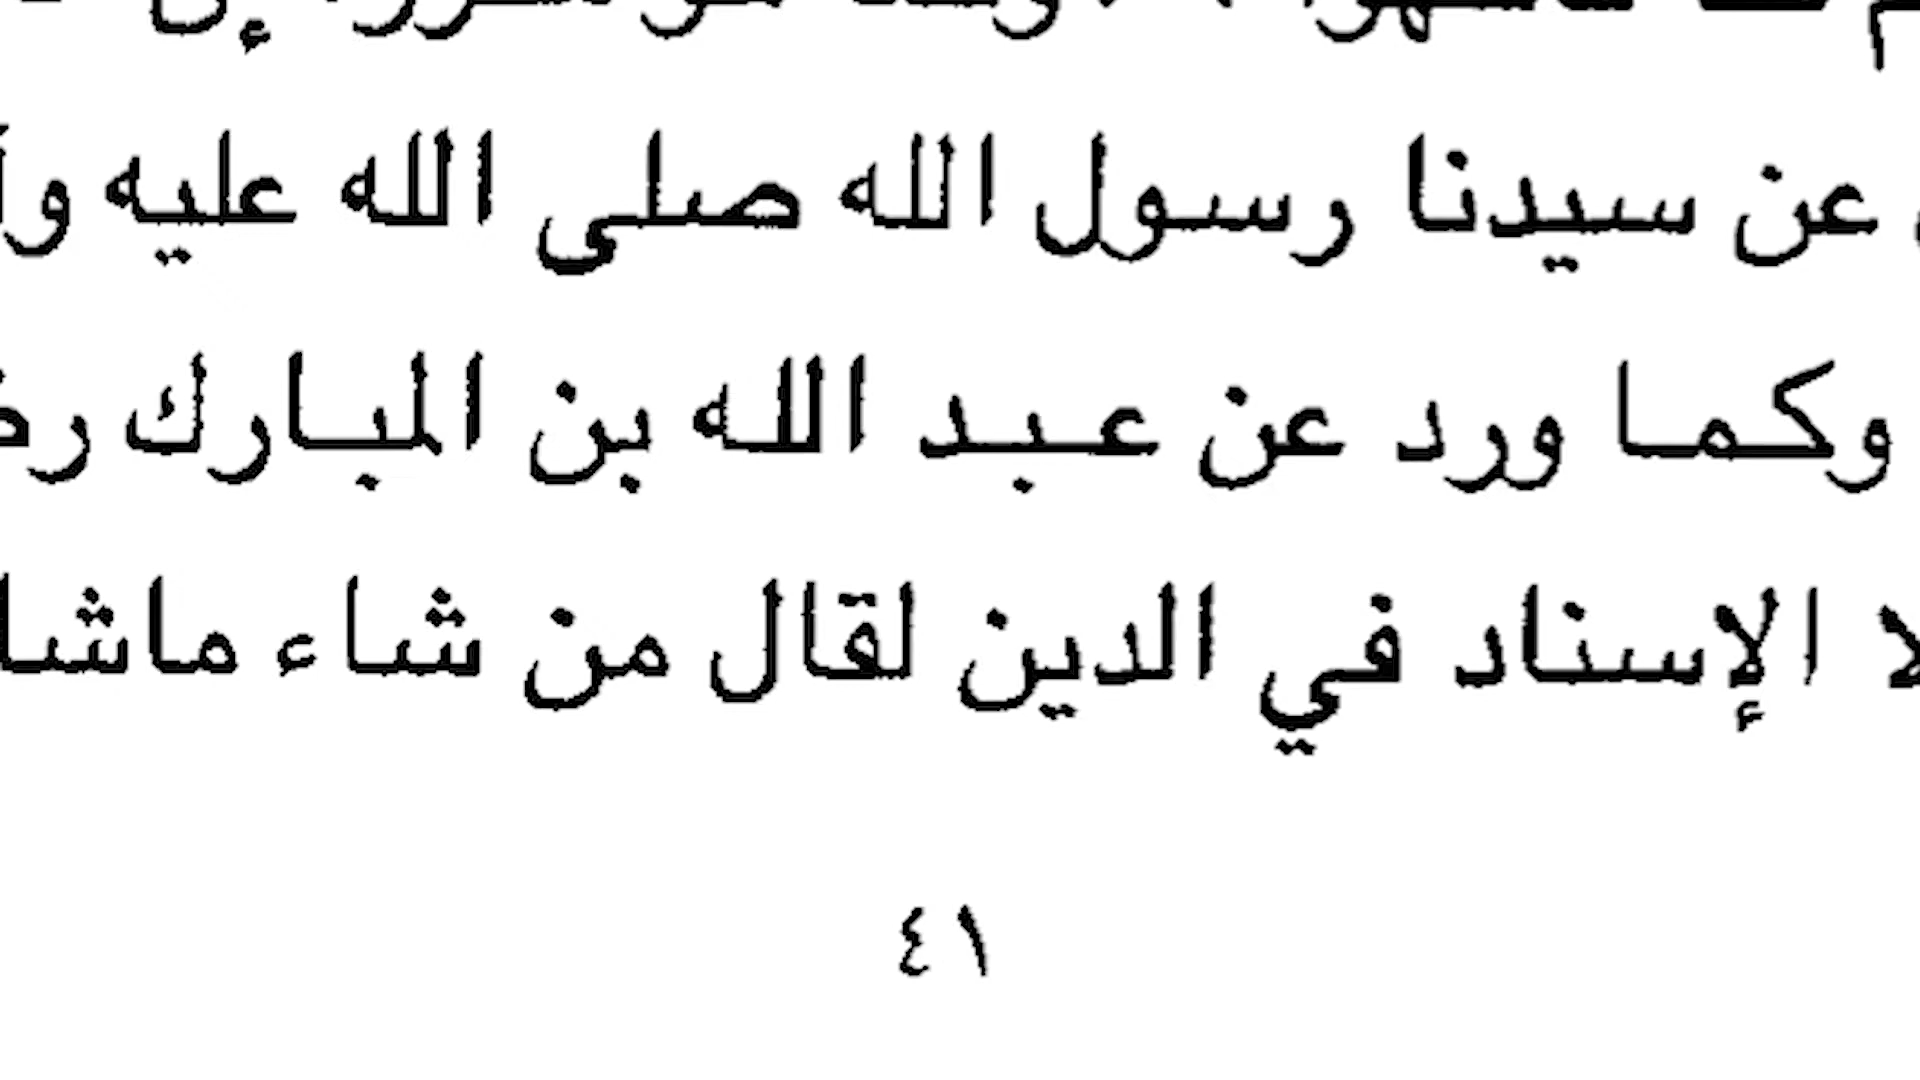 عن سيدنا رسول الله صلى الله عليه
وكما ورد عن عبد الله بن المبارك
الإسناد في الدين لقال من شاء ماشا
٤١